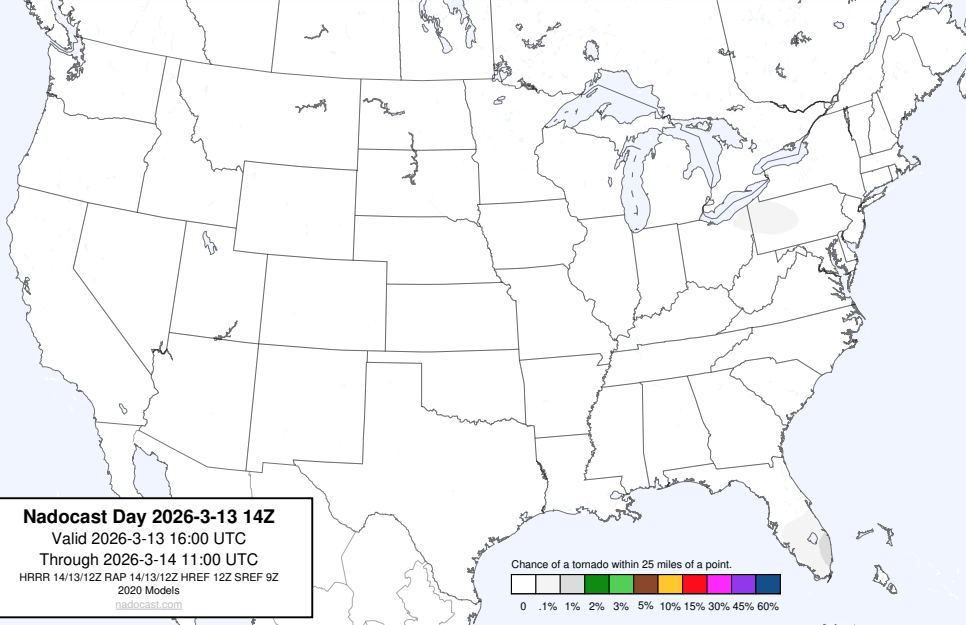 Nadocast Day 2026-3-13 14Z
Valid 2026-3-13 16:00 UTC
Through 2026-3-14 11:00 UTC
HRRR 14/13/12Z RAP 14/13/12Z HREF 12Z SREF 9Z
2020 Models
nadocast.com
Chance of a tornado within 25 miles of a point.
0 .1% 1% 2% 3% 5% 10% 15% 30% 45% 60%